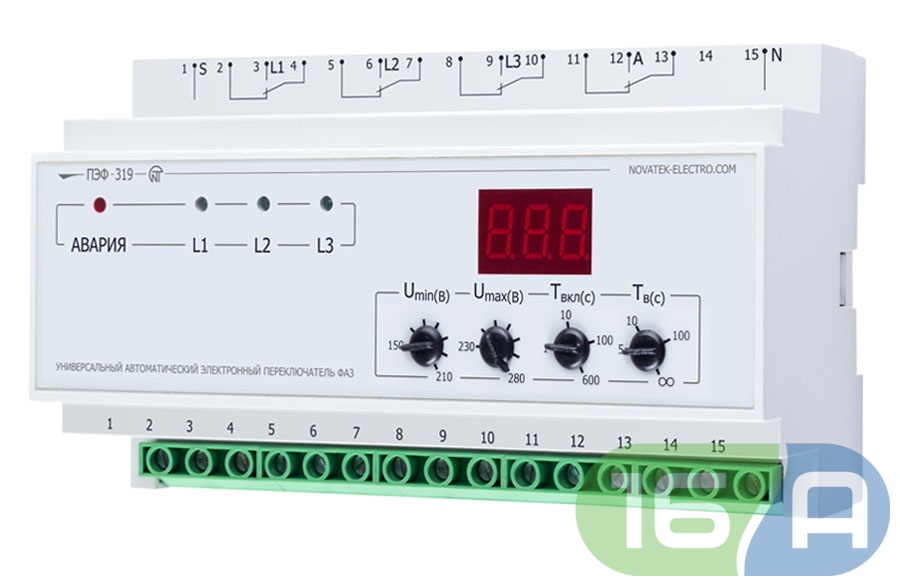 1 S 2 3 L1 4 5 6 L2 7 8 9 L3 10 11 12 A 13 14 15 N
ПЭФ-319 NT
NOVATEK-ELECTRO.COM
888
АВАРИЯ L1 L2 L3
Umin(В) Umax(В) Tвкл(с) Tв(с)
10 10
150 230 1 100 5 100
210 280 600 ∞
УНИВЕРСАЛЬНЫЙ АВТОМАТИЧЕСКИЙ ЭЛЕКТРОННЫЙ ПЕРЕКЛЮЧАТЕЛЬ ФАЗ
1 2 3 4 5 6 7 8 9 10 11 12 13 14 15
16/A